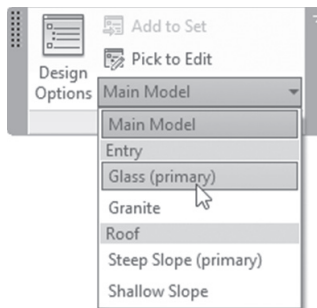 Add to Set
Pick to Edit
Design
Options
Main Model
Main Model
Entry
Glass (primary)
Granite
Roof
Steep Slope (primary)
Shallow Slope